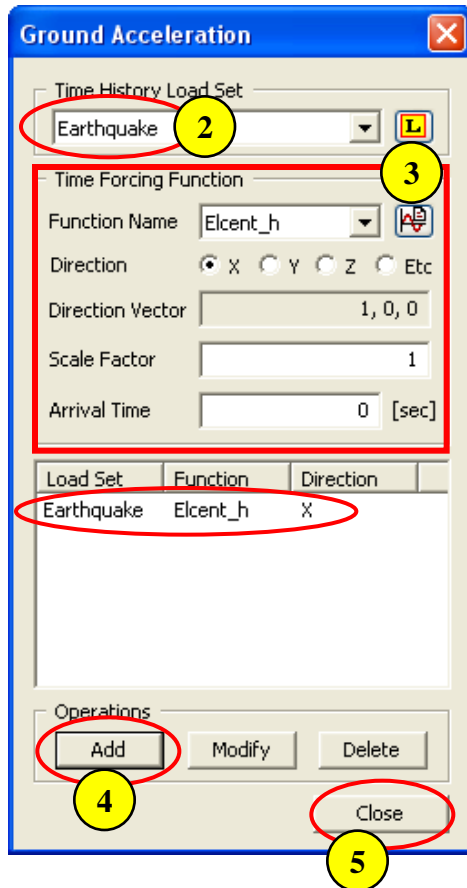 Ground Acceleration
Time History Load Set
Earthquake 2 L
Time Forcing Function 3
Function Name Elcent_h
Direction X Y Z Etc
Direction Vector 1, 0, 0
Scale Factor 1
Arrival Time 0 [sec]
Load Set Function Direction
Earthquake Elcent_h X
Operations
Add Modify Delete
4
Close
5